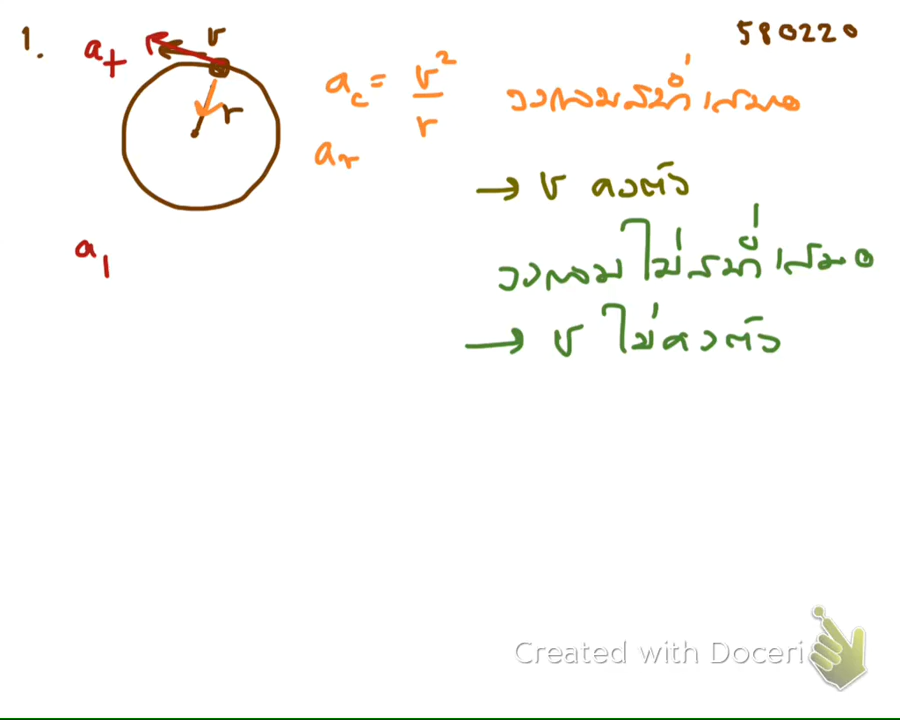 1.
580220
a_t
v
r
a_c = v²/r
วงกลมสม่ำเสมอ
a_r
→ v คงตัว
a_1
วงกลมไม่สม่ำเสมอ
→ v ไม่คงตัว
Created with Doceri